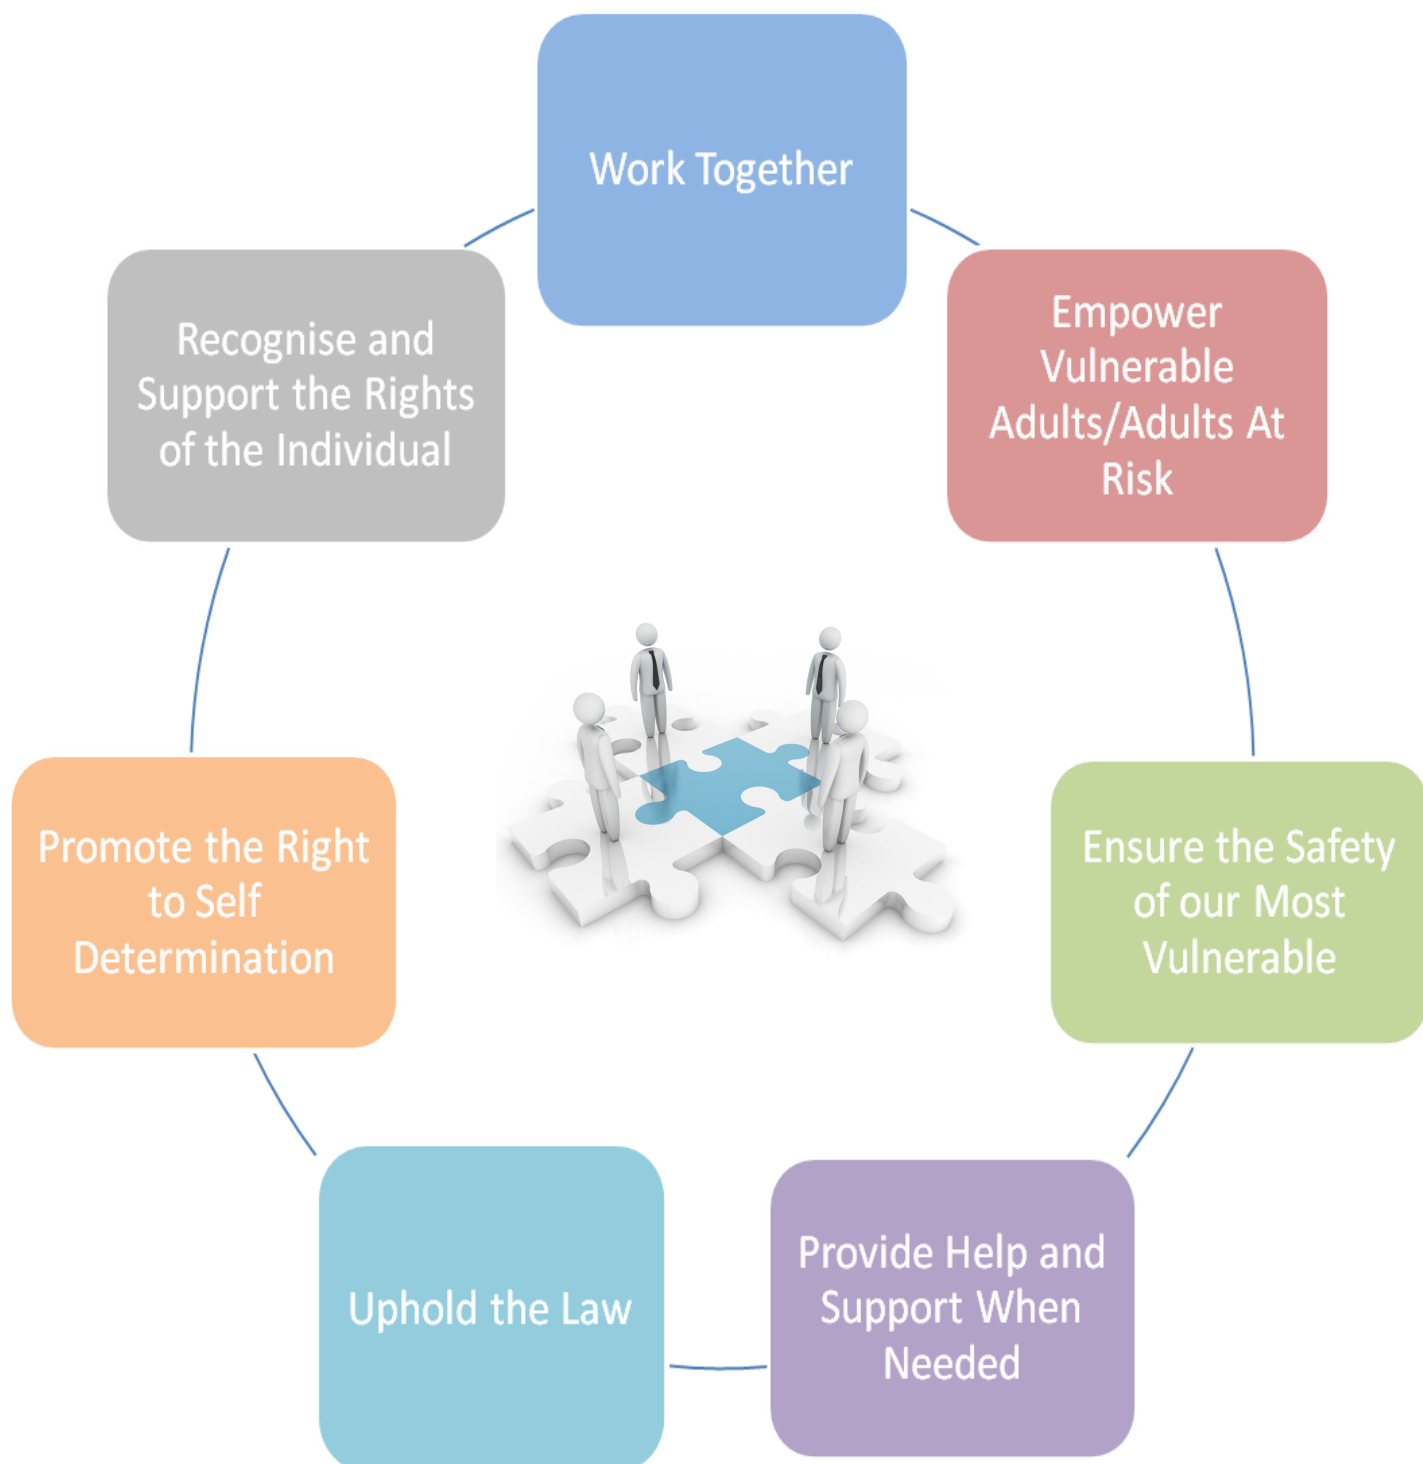 Work Together
Empower
Vulnerable
Adults/Adults At
Risk
Ensure the Safety
of our Most
Vulnerable
Provide Help and
Support When
Needed
Uphold the Law
Promote the Right
to Self
Determination
Recognise and
Support the Rights
of the Individual